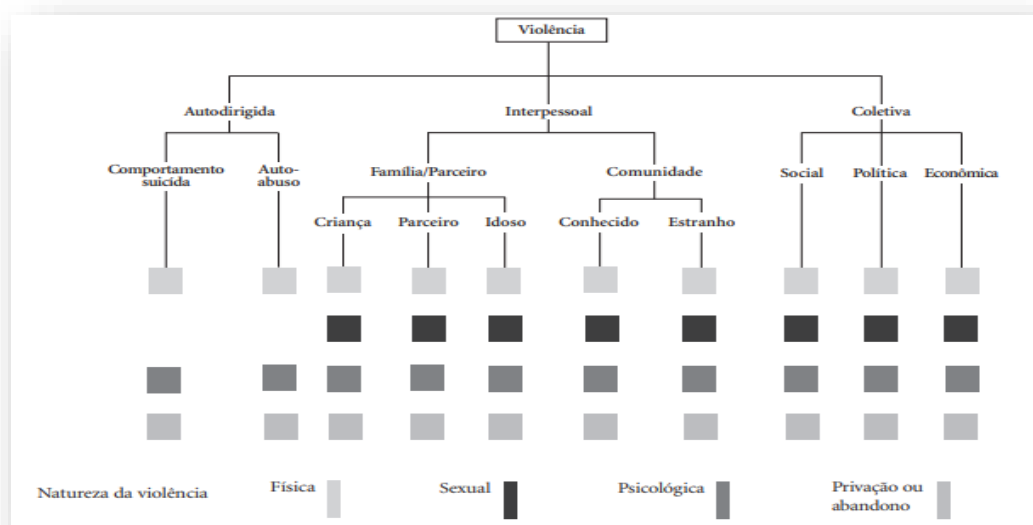 Violência
Autodirigida
Interpessoal
Coletiva
Comportamento
suicída
Auto-
abuso
Família/Parceiro
Comunidade
Social
Política
Econômica
Criança
Parceiro
Idoso
Conhecido
Estranho
Natureza da violência
Física
Sexual
Psicológica
Privação ou
abandono